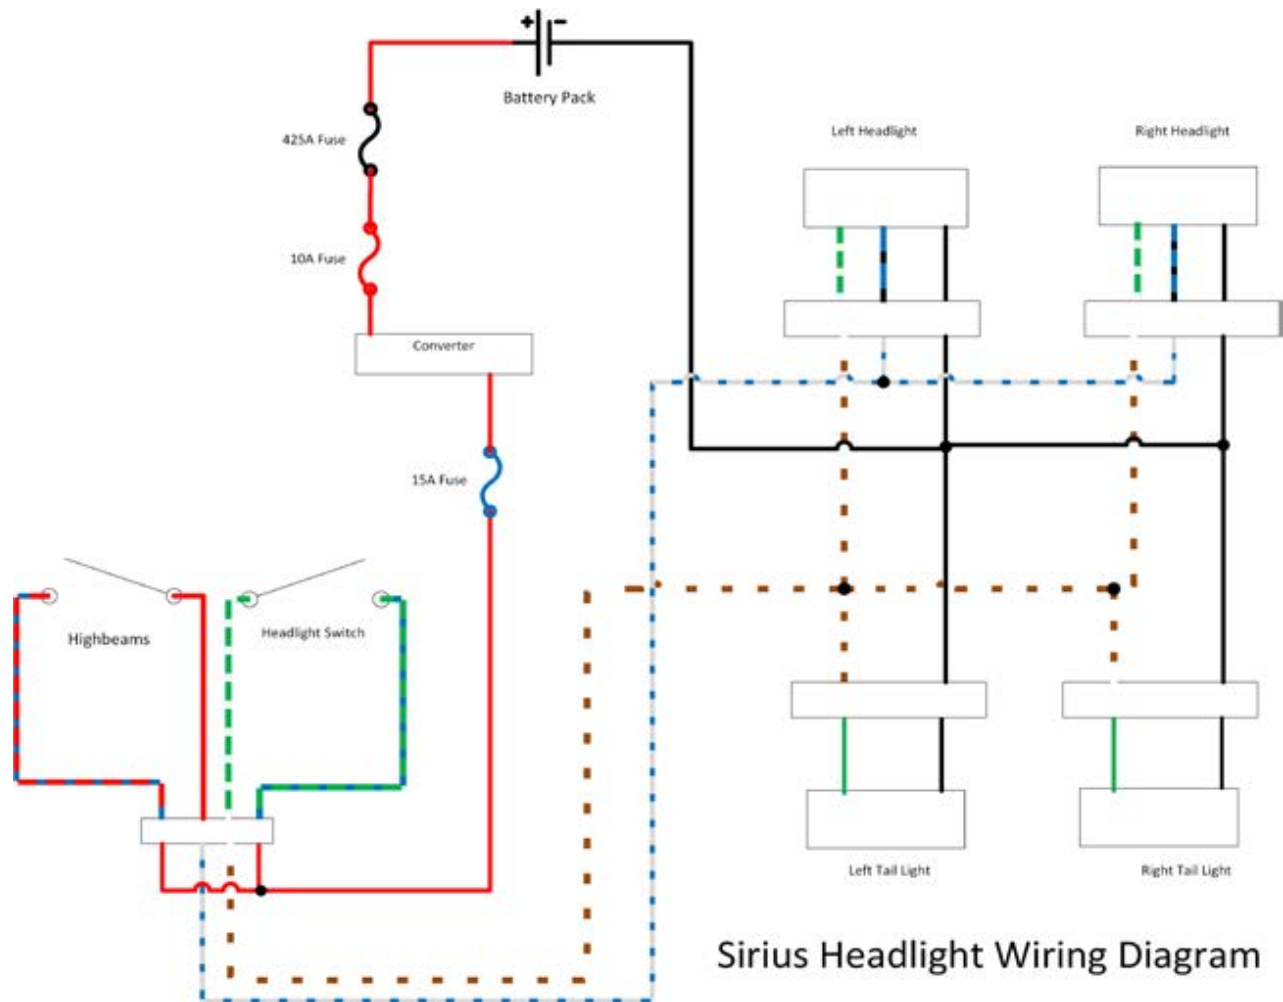 + -
Battery Pack
425A Fuse
Left Headlight
Right Headlight
10A Fuse
Converter
15A Fuse
Highbeams
Headlight Switch
Left Tail Light
Right Tail Light
Sirius Headlight Wiring Diagram